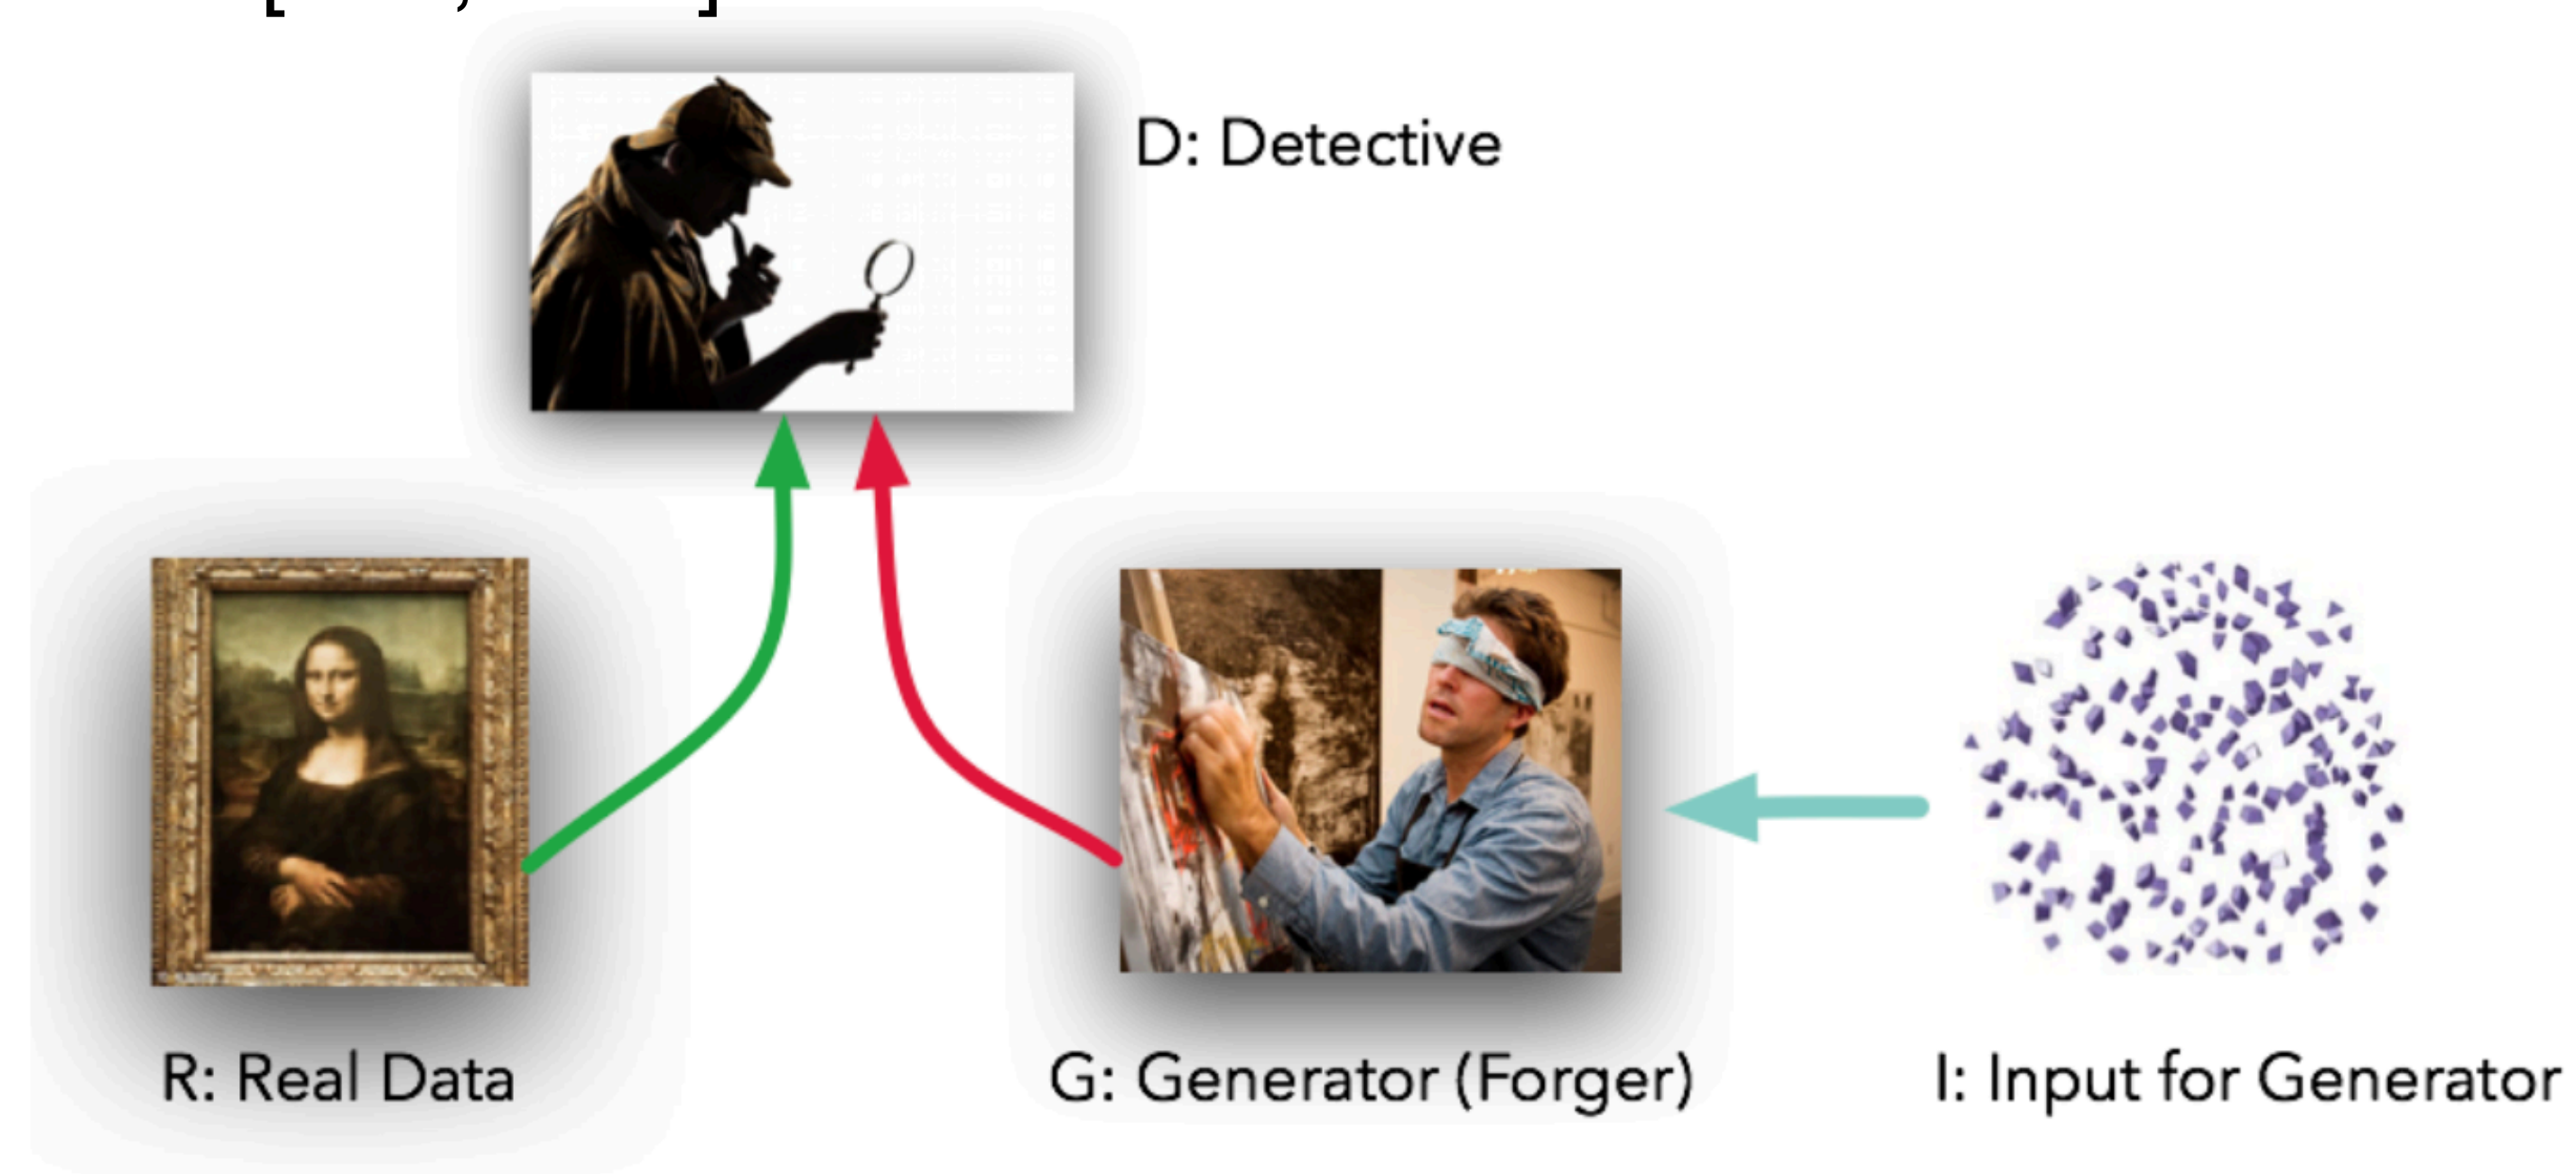 D: Detective
R: Real Data
G: Generator (Forger)
I: Input for Generator